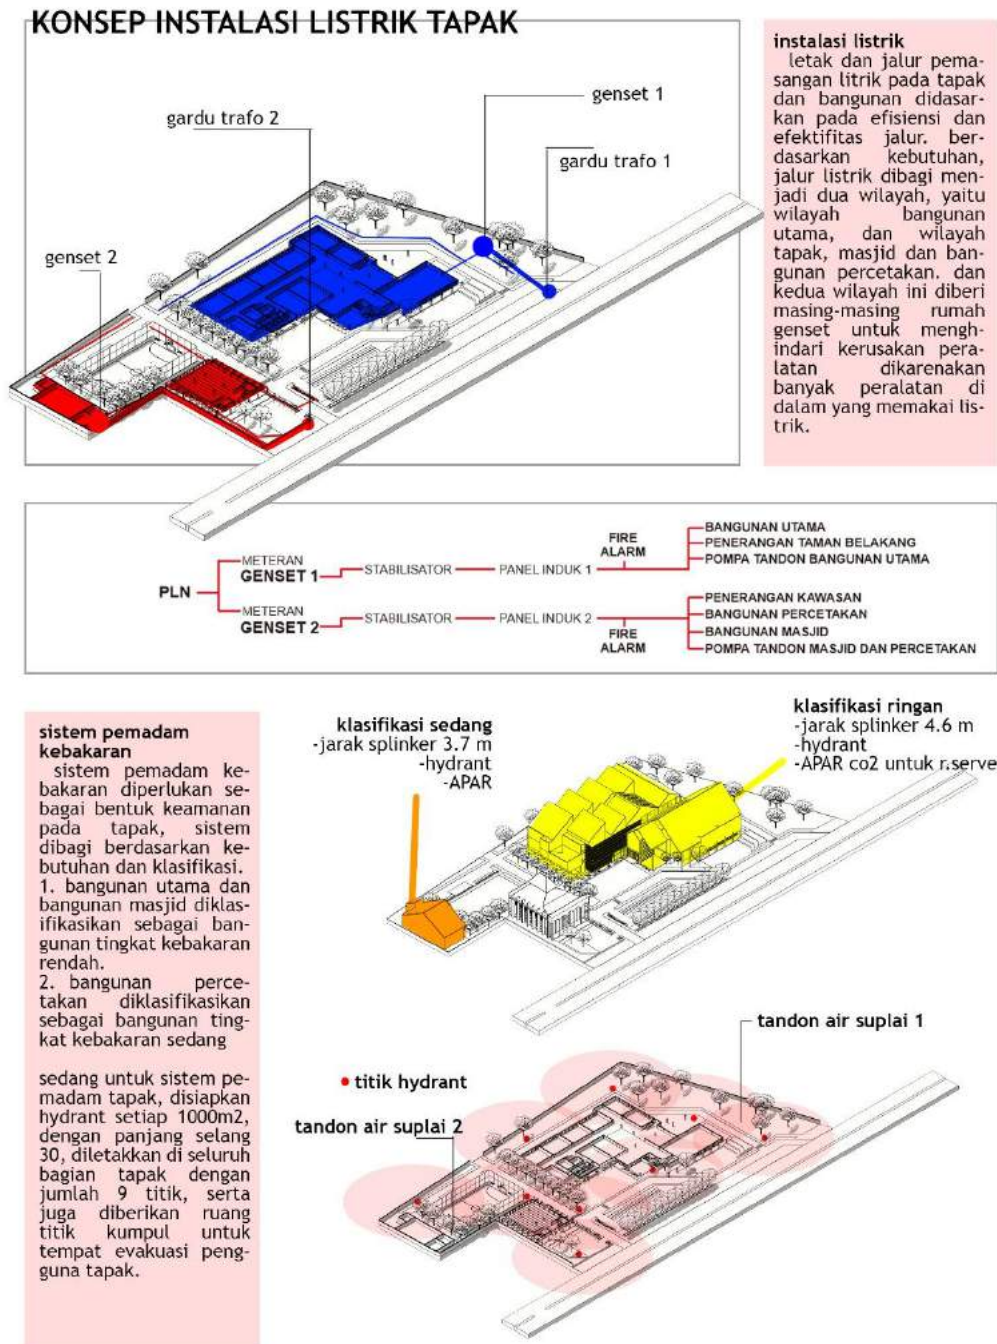 KONSEP INSTALASI LISTRIK TAPAK
genset 1
gardu trafo 2
gardu trafo 1
genset 2
instalasi listrik
letak dan jalur pema-
sangan litrik pada tapak
dan bangunan didasar-
kan pada efisiensi dan
efektifitas jalur. ber-
dasarkan kebutuhan,
jalur listrik dibagi men-
jadi dua wilayah, yaitu
wilayah bangunan
utama, dan wilayah
tapak, masjid dan ban-
gunan percetakan. dan
kedua wilayah ini diberi
masing-masing rumah
genset untuk mengh-
indari kerusakan pera-
latan dikarenakan
banyak peralatan di
dalam yang memakai lis-
trik.
PLN
METERAN
GENSET 1
STABILISATOR
PANEL INDUK 1
FIRE
ALARM
BANGUNAN UTAMA
PENERANGAN TAMAN BELAKANG
POMPA TANDON BANGUNAN UTAMA
METERAN
GENSET 2
STABILISATOR
PANEL INDUK 2
FIRE
ALARM
PENERANGAN KAWASAN
BANGUNAN PERCETAKAN
BANGUNAN MASJID
POMPA TANDON MASJID DAN PERCETAKAN
sistem pemadam
kebakaran
sistem pemadam ke-
bakaran diperlukan se-
bagai bentuk keamanan
pada tapak, sistem
dibagi berdasarkan ke-
butuhan dan klasifikasi.
1. bangunan utama dan
bangunan masjid diklas-
ifikasikan sebagai ban-
gunan tingkat kebakaran
rendah.
2. bangunan perce-
takan diklasifikasikan
sebagai bangunan ting-
kat kebakaran sedang
sedang untuk sistem pe-
madam tapak, disiapkan
hydrant setiap 1000m2,
dengan panjang selang
30, diletakkan di seluruh
bagian tapak dengan
jumlah 9 titik, serta
juga diberikan ruang
titik kumpul untuk
tempat evakuasi peng-
guna tapak.
klasifikasi sedang
-jarak splinker 3.7 m
-hydrant
-APAR
klasifikasi ringan
-jarak splinker 4.6 m
-hydrant
-APAR co2 untuk r.serve
tandon air suplai 1
titik hydrant
tandon air suplai 2